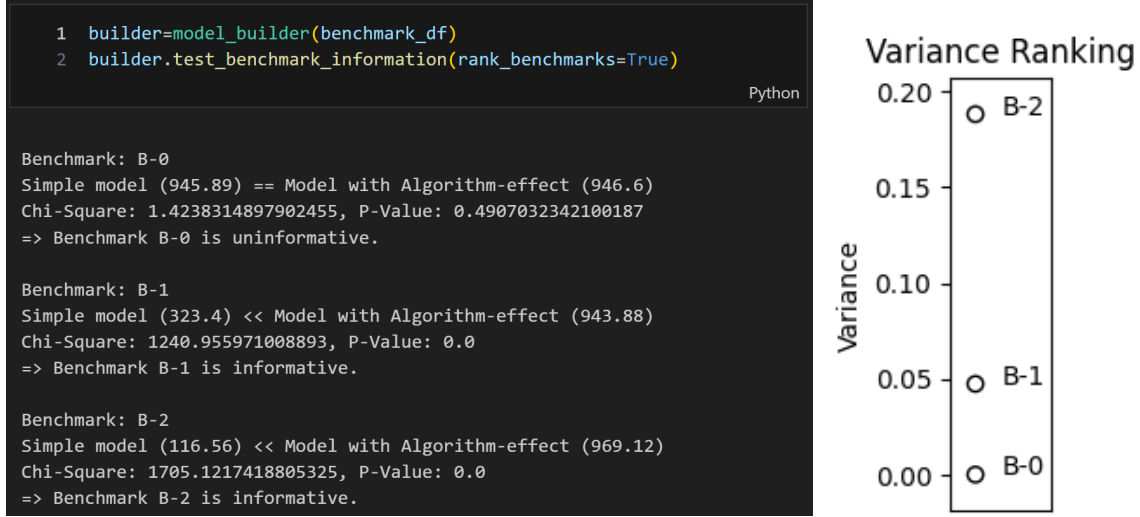 1 builder=model_builder(benchmark_df)
2 builder.test_benchmark_information(rank_benchmarks=True)
Python
Benchmark: B-0
Simple model (945.89) == Model with Algorithm-effect (946.6)
Chi-Square: 1.4238314897902455, P-Value: 0.4907032342100187
=> Benchmark B-0 is uninformative.
Benchmark: B-1
Simple model (323.4) << Model with Algorithm-effect (943.88)
Chi-Square: 1240.955971008893, P-Value: 0.0
=> Benchmark B-1 is informative.
Benchmark: B-2
Simple model (116.56) << Model with Algorithm-effect (969.12)
Chi-Square: 1705.1217418805325, P-Value: 0.0
=> Benchmark B-2 is informative.
Variance Ranking
Variance
0.20
B-2
0.15
0.10
0.05
B-1
0.00
B-0